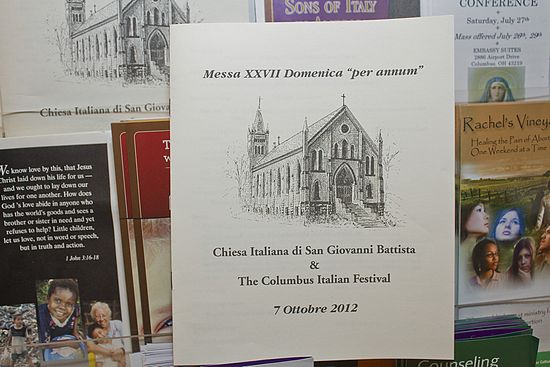 Sons of Italy
CONFERENCE
Saturday, July 27th
Mass offered July 26th, 29th
EMBASSY SUITES
2886 Airport Drive
Columbus, OH 43219
Chiesa Italiana di San Giova
Messa XXVII Domenica “per annum”
Chiesa Italiana di San Giovanni Battista
&
The Columbus Italian Festival
7 Ottobre 2012
We know love by this, that Jesus
Christ laid down his life for us —
and we ought to lay down our
lives for one another. How does
God's love abide in anyone who
has the world's goods and sees a
brother or sister in need and yet
refuses to help? Little children,
let us love, not in word or speech,
but in truth and action.
1 John 3:16-18
Rachel's Vineya
Healing the Pain of Abor
One Weekend at a Time
Counseling